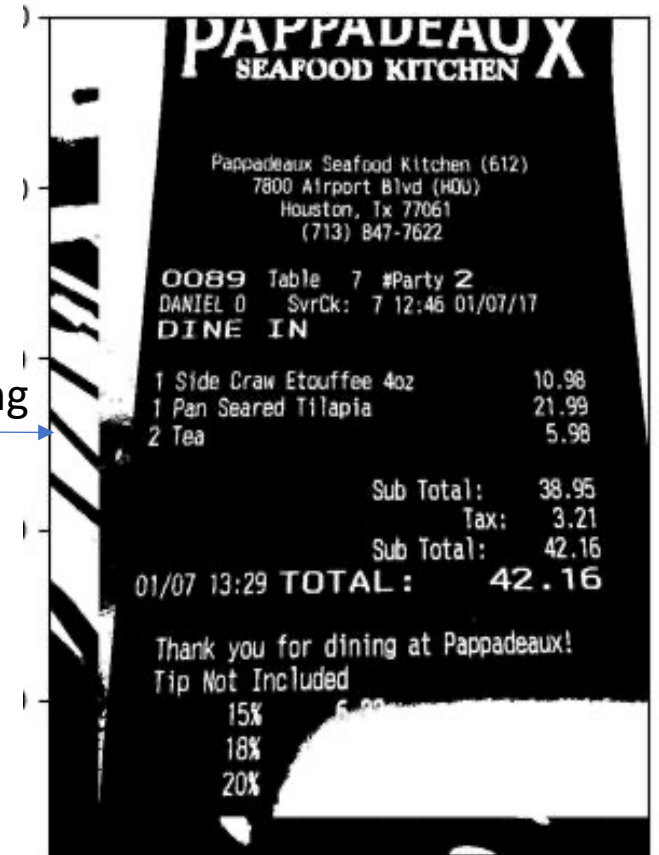 PAPPADEAUX
SEAFOOD KITCHEN
Pappadeaux Seafood Kitchen (612)
7800 Airport Blvd (HOU)
Houston, Tx 77061
(713) 847-7622
0089 Table 7 #Party 2
DANIEL O SvrCk: 7 12:46 01/07/17
DINE IN
1 Side Craw Etouffee 4oz 10.98
1 Pan Seared Tilapia 21.99
2 Tea 5.98
Sub Total: 38.95
Tax: 3.21
Sub Total: 42.16
01/07 13:29 TOTAL: 42.16
Thank you for dining at Pappadeaux!
Tip Not Included
15%
18%
20%